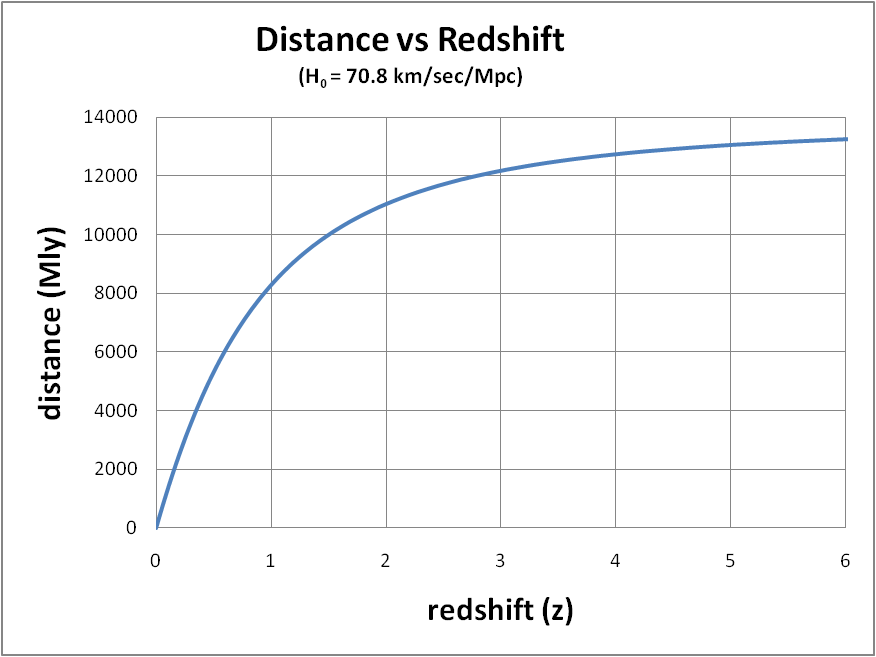 Distance vs Redshift
(H₀ = 70.8 km/sec/Mpc)
14000
12000
10000
8000
6000
4000
2000
0
distance (Mly)
0 1 2 3 4 5 6
redshift (z)